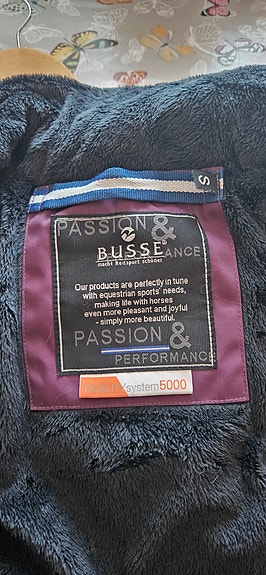 S
PASSION &
BUSSE®
ANCE
macht Reitsport schöner
Our products are perfectly in tune
with equestrian sports' needs,
making life with horses
even more pleasant and joyful
- simply more beautiful.
PASSION &
PERFORMANCE
system5000